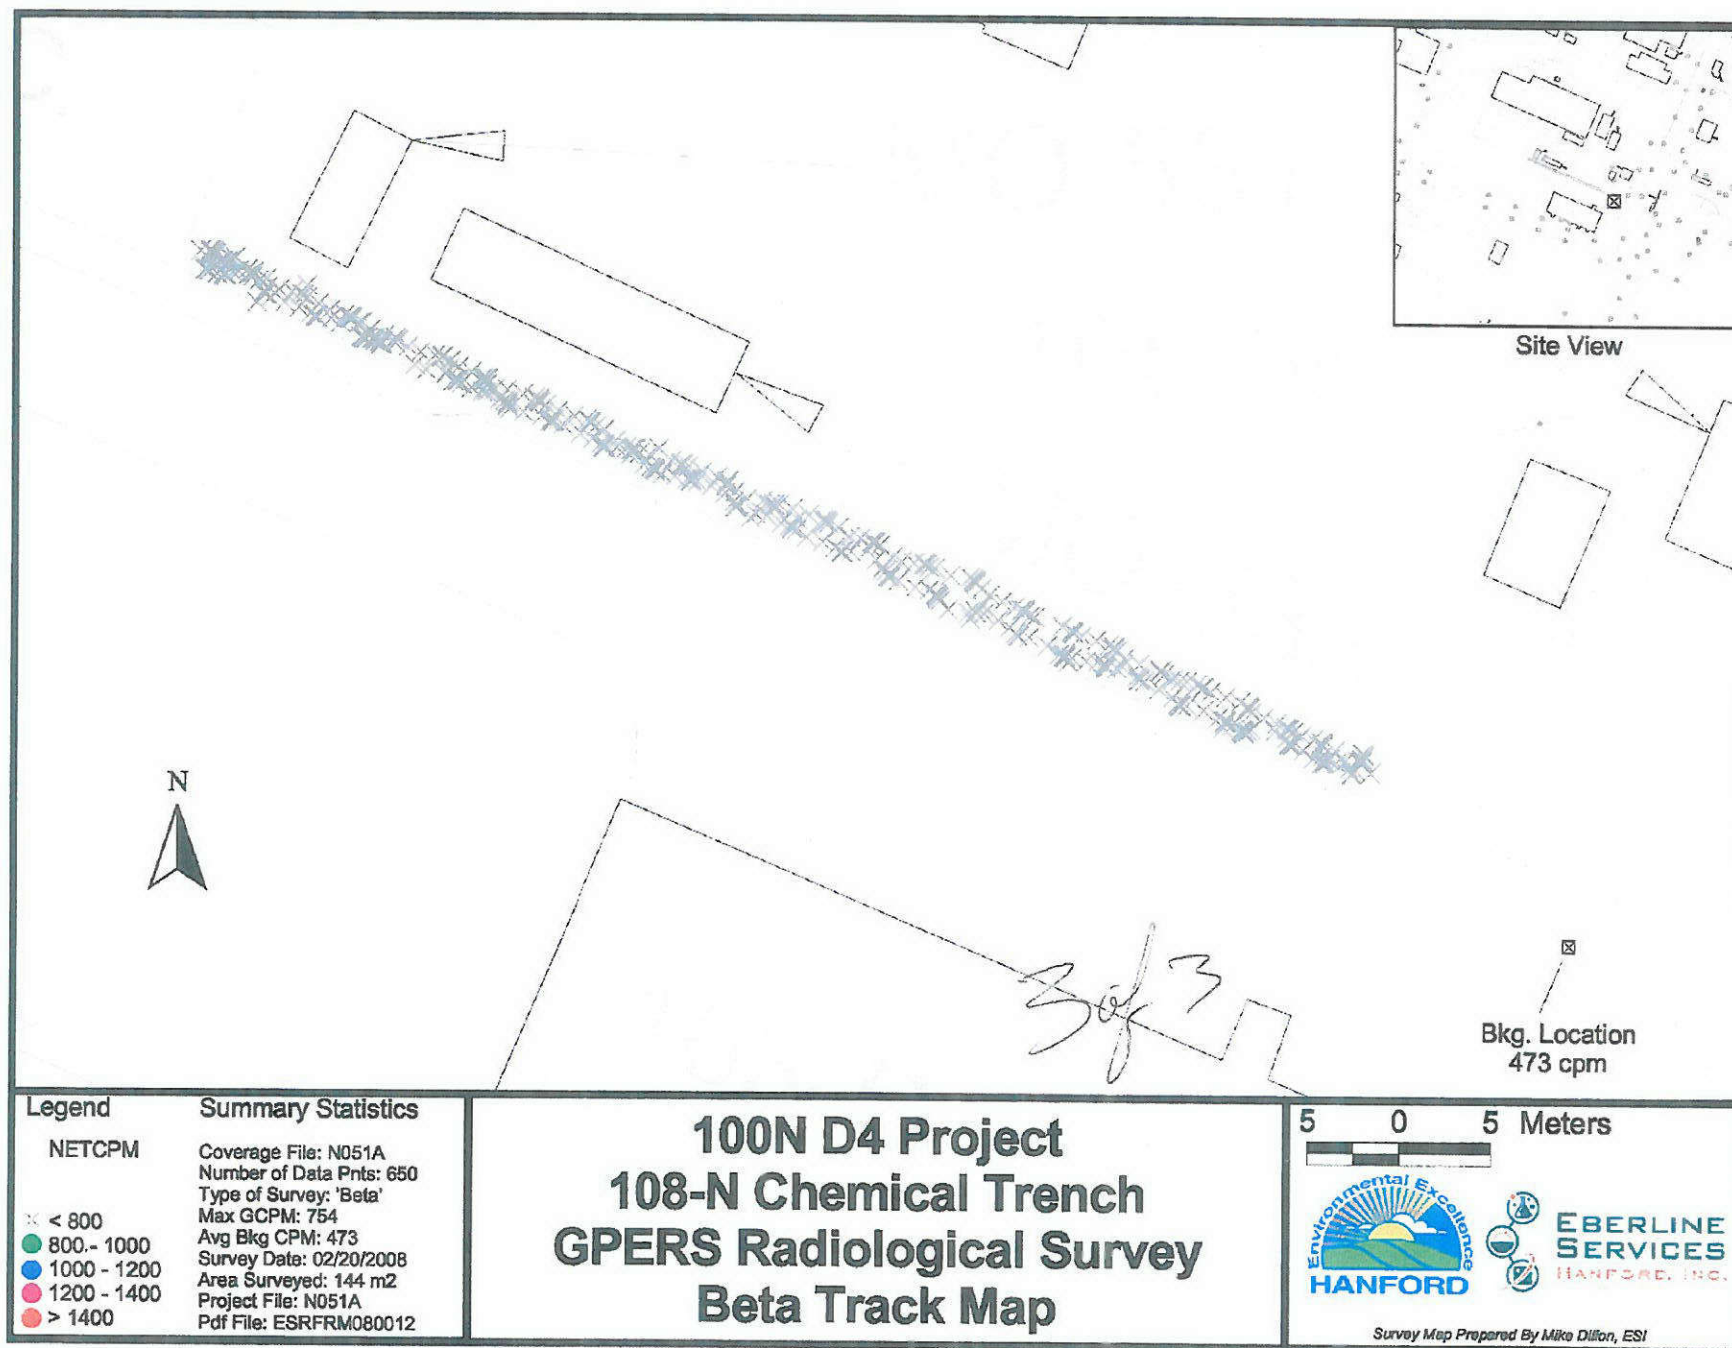 Site View
N
3 of 3
Bkg. Location
473 cpm
Legend
NETCPM
< 800
800.- 1000
1000 - 1200
1200 - 1400
> 1400
Summary Statistics
Coverage File: N051A
Number of Data Pnts: 650
Type of Survey: 'Beta'
Max GCPM: 754
Avg Bkg CPM: 473
Survey Date: 02/20/2008
Area Surveyed: 144 m2
Project File: N051A
Pdf File: ESRFRM080012
100N D4 Project
108-N Chemical Trench
GPERS Radiological Survey
Beta Track Map
5 0 5 Meters
Environmental Excellence
HANFORD
EBERLINE
SERVICES
HANFORD, INC.
Survey Map Prepared By Mike Dillon, ESI